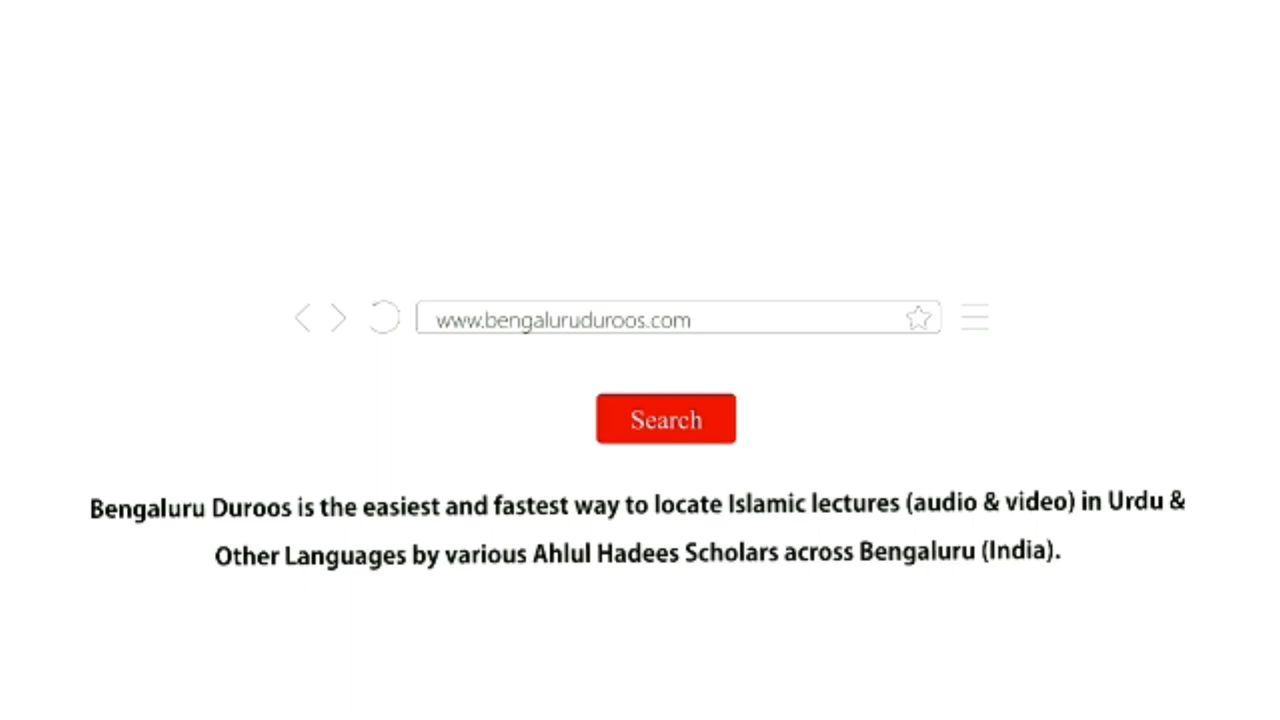 www.bengaluruduroos.com
Search
Bengaluru Duroos is the easiest and fastest way to locate Islamic lectures (audio & video) in Urdu &
Other Languages by various Ahlul Hadees Scholars across Bengaluru (India).